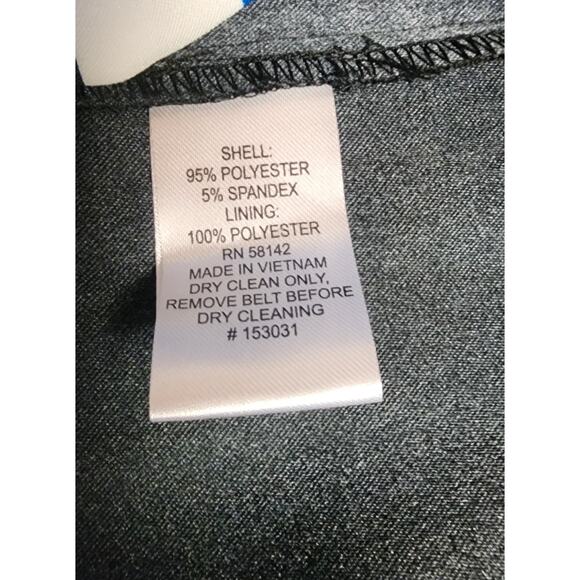 SHELL:
95% POLYESTER
5% SPANDEX
LINING:
100% POLYESTER
RN 58142
MADE IN VIETNAM
DRY CLEAN ONLY,
REMOVE BELT BEFORE
DRY CLEANING
# 153031